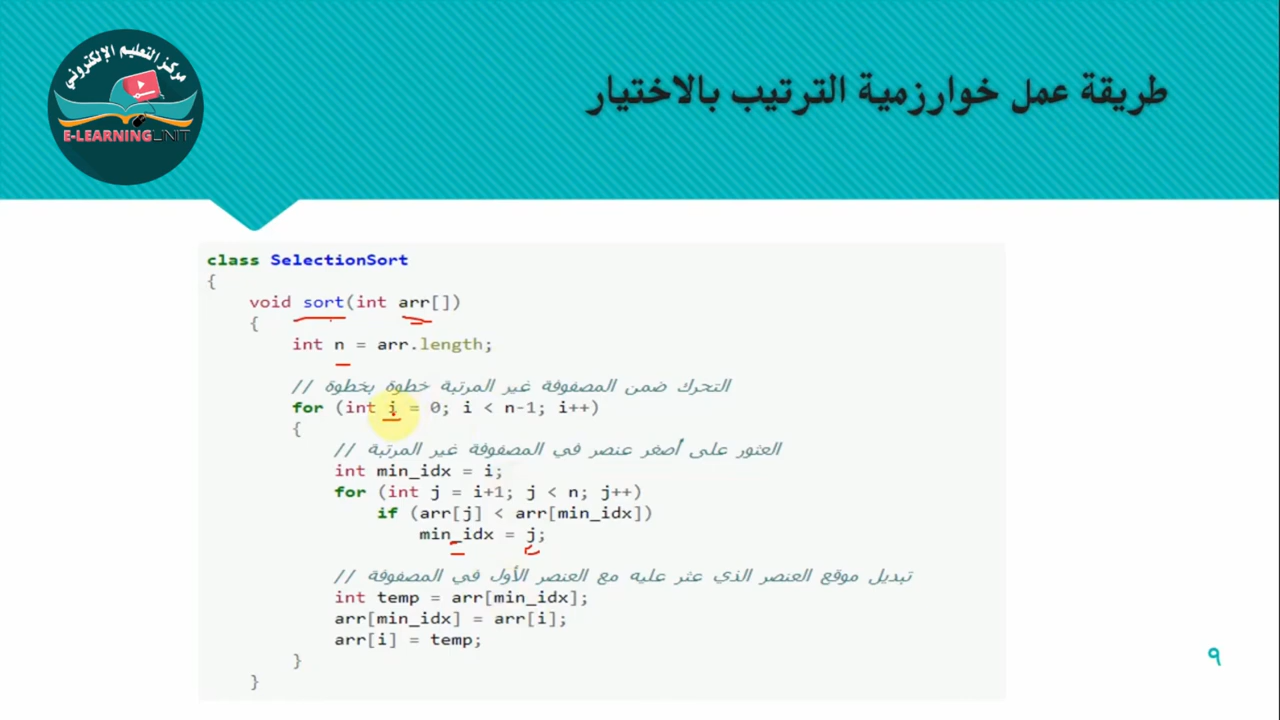 مركز التعليم الإلكتروني
E-LEARNING UNIT
طريقة عمل خوارزمية الترتيب بالاختيار
class SelectionSort
{
void sort(int arr[])
{
int n = arr.length;
// التحرك ضمن المصفوفة غير المرتبة خطوة بخطوة
for (int i = 0; i < n-1; i++)
{
// العثور على أصغر عنصر في المصفوفة غير المرتبة
int min_idx = i;
for (int j = i+1; j < n; j++)
if (arr[j] < arr[min_idx])
min_idx = j;
// تبديل موقع العنصر الذي عثر عليه مع العنصر الأول في المصفوفة
int temp = arr[min_idx];
arr[min_idx] = arr[i];
arr[i] = temp;
}
}
٩